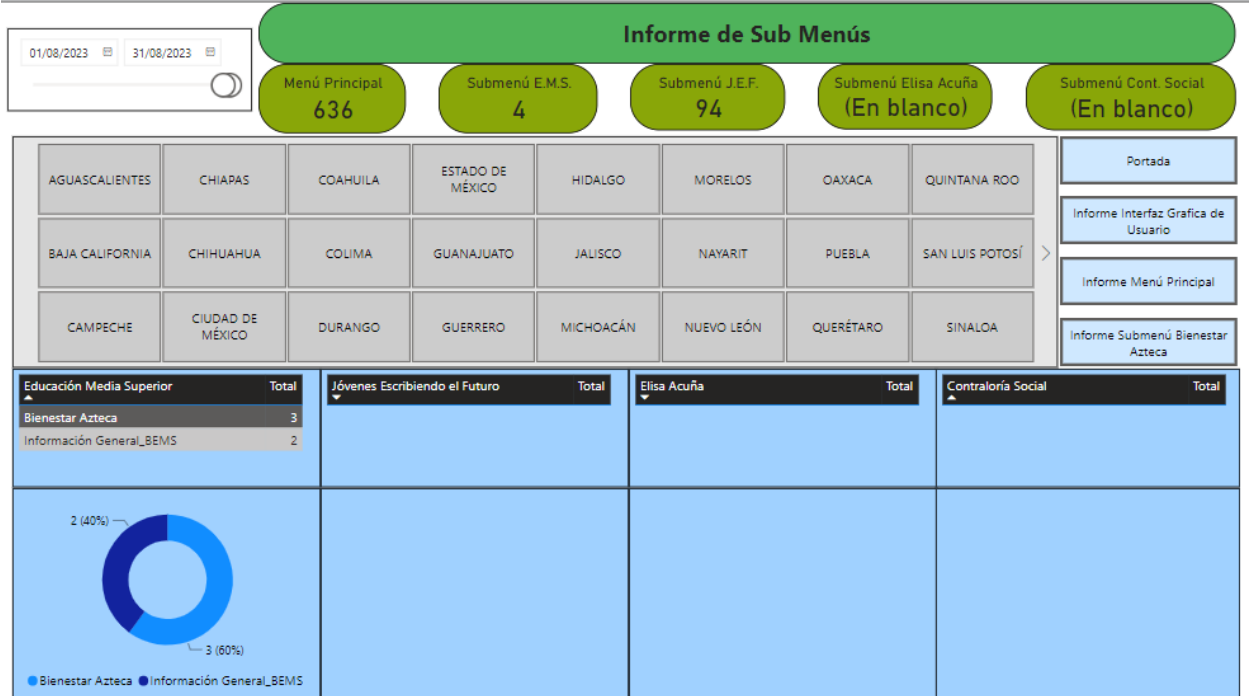 Informe de Sub Menús
01/08/2023 31/08/2023
Menú Principal
636
Submenú E.M.S.
4
Submenú J.E.F.
94
Submenú Elisa Acuña
(En blanco)
Submenú Cont. Social
(En blanco)
AGUASCALIENTES
CHIAPAS
COAHUILA
ESTADO DE
MÉXICO
HIDALGO
MORELOS
OAXACA
QUINTANA ROO
BAJA CALIFORNIA
CHIHUAHUA
COLIMA
GUANAJUATO
JALISCO
NAYARIT
PUEBLA
SAN LUIS POTOSÍ
CAMPECHE
CIUDAD DE
MÉXICO
DURANGO
GUERRERO
MICHOACÁN
NUEVO LEÓN
QUERÉTARO
SINALOA
Portada
Informe Interfaz Grafica de
Usuario
Informe Menú Principal
Informe Submenú Bienestar
Azteca
Educación Media Superior Total
Bienestar Azteca 3
Información General_BEMS 2
Jóvenes Escribiendo el Futuro Total
Elisa Acuña Total
Contraloría Social Total
2 (40%)
3 (60%)
Bienestar Azteca Información General_BEMS